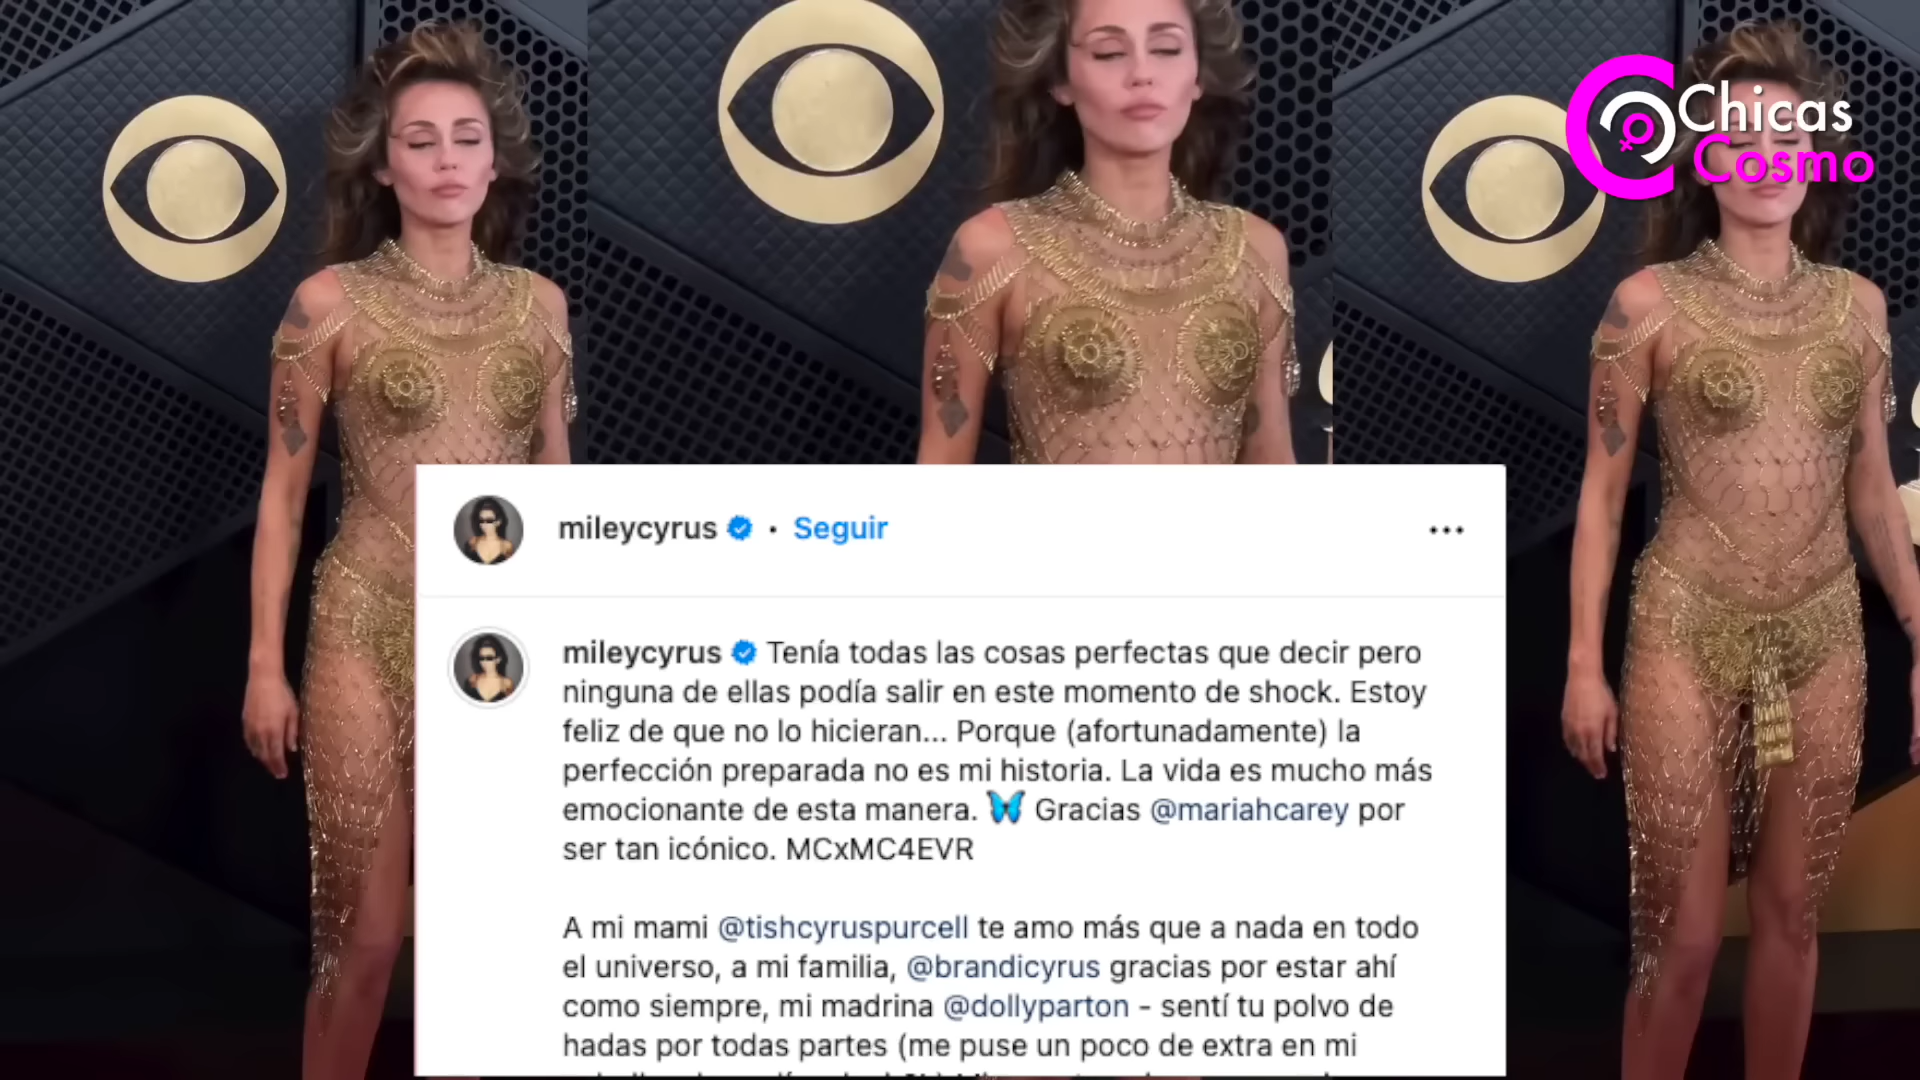 Chicas
Cosmo
mileycyrus • Seguir
mileycyrus Tenía todas las cosas perfectas que decir pero
ninguna de ellas podía salir en este momento de shock. Estoy
feliz de que no lo hicieran... Porque (afortunadamente) la
perfección preparada no es mi historia. La vida es mucho más
emocionante de esta manera. 🦋 Gracias @mariahcarey por
ser tan icónico. MCxMC4EVR
A mi mami @tishcyruspurcell te amo más que a nada en todo
el universo, a mi familia, @brandicyrus gracias por estar ahí
como siempre, mi madrina @dollyparton - sentí tu polvo de
hadas por todas partes (me puse un poco de extra en mi